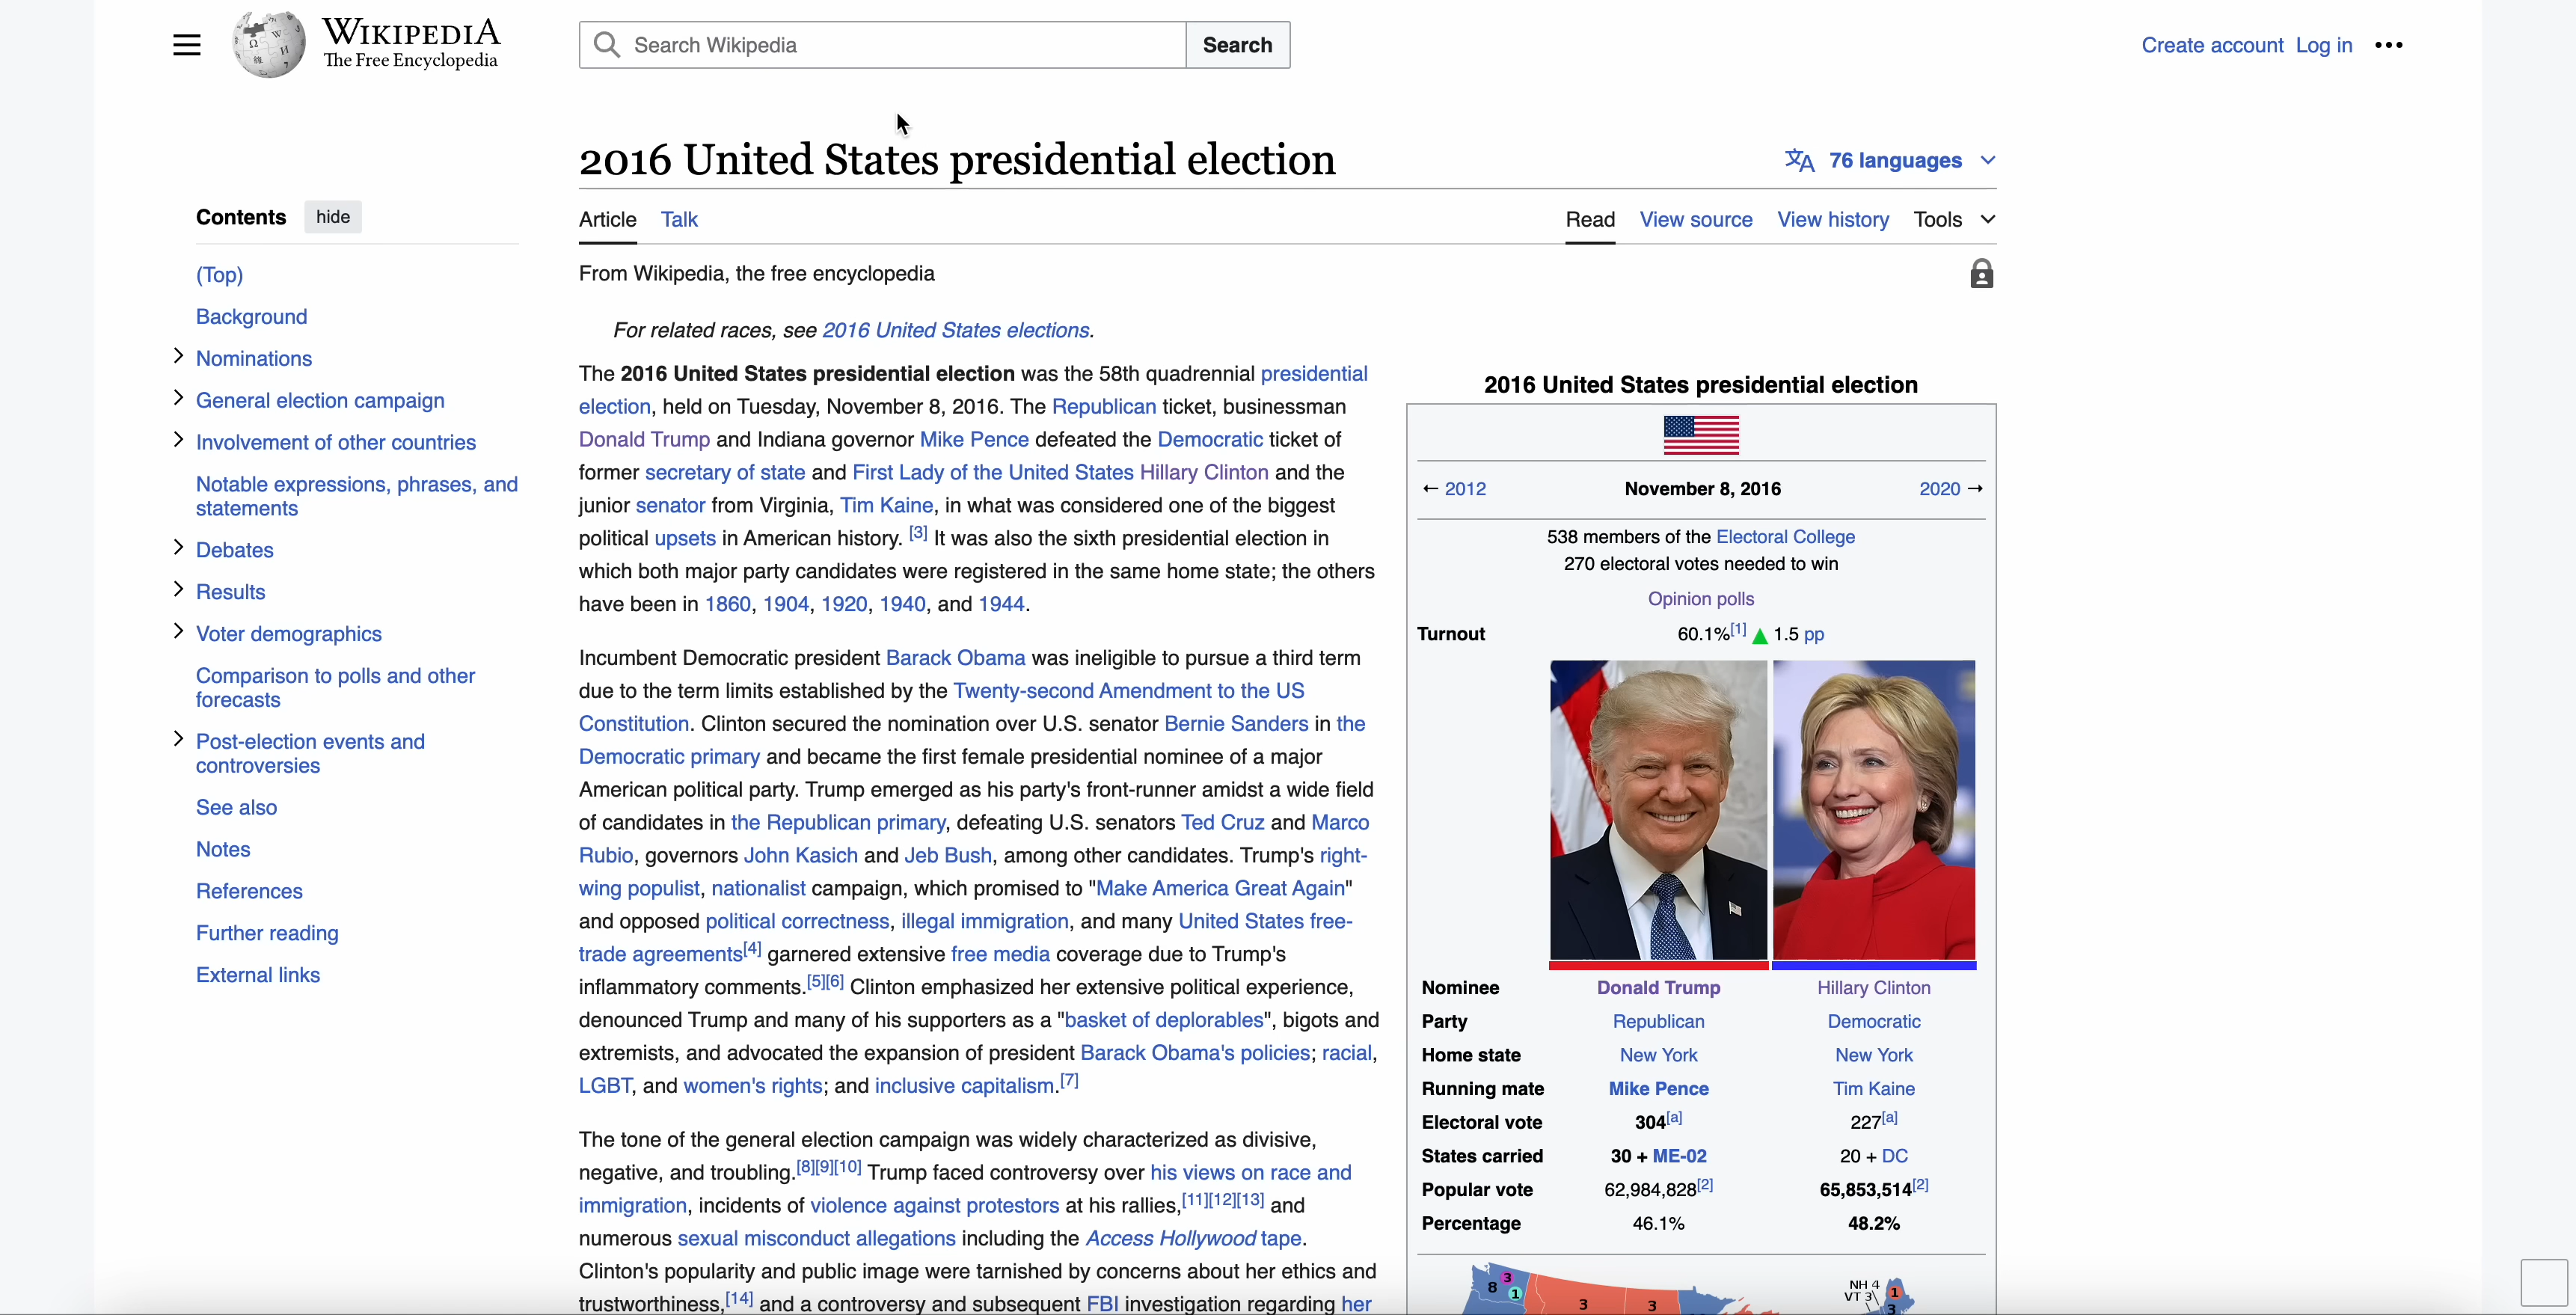 WIKIPEDIA
The Free Encyclopedia
Search Wikipedia
Search
Create account Log in
2016 United States presidential election
76 languages
Contents hide
Article Talk
Read View source View history Tools
From Wikipedia, the free encyclopedia
(Top)
Background
Nominations
General election campaign
Involvement of other countries
Notable expressions, phrases, and
statements
Debates
Results
Voter demographics
Comparison to polls and other
forecasts
Post-election events and
controversies
See also
Notes
References
Further reading
External links
For related races, see 2016 United States elections.
The 2016 United States presidential election was the 58th quadrennial presidential
election, held on Tuesday, November 8, 2016. The Republican ticket, businessman
Donald Trump and Indiana governor Mike Pence defeated the Democratic ticket of
former secretary of state and First Lady of the United States Hillary Clinton and the
junior senator from Virginia, Tim Kaine, in what was considered one of the biggest
political upsets in American history. [3] It was also the sixth presidential election in
which both major party candidates were registered in the same home state; the others
have been in 1860, 1904, 1920, 1940, and 1944.
Incumbent Democratic president Barack Obama was ineligible to pursue a third term
due to the term limits established by the Twenty-second Amendment to the US
Constitution. Clinton secured the nomination over U.S. senator Bernie Sanders in the
Democratic primary and became the first female presidential nominee of a major
American political party. Trump emerged as his party's front-runner amidst a wide field
of candidates in the Republican primary, defeating U.S. senators Ted Cruz and Marco
Rubio, governors John Kasich and Jeb Bush, among other candidates. Trump's right-
wing populist, nationalist campaign, which promised to "Make America Great Again"
and opposed political correctness, illegal immigration, and many United States free-
trade agreements[4] garnered extensive free media coverage due to Trump's
inflammatory comments.[5][6] Clinton emphasized her extensive political experience,
denounced Trump and many of his supporters as a "basket of deplorables", bigots and
extremists, and advocated the expansion of president Barack Obama's policies; racial,
LGBT, and women's rights; and inclusive capitalism.[7]
The tone of the general election campaign was widely characterized as divisive,
negative, and troubling.[8][9][10] Trump faced controversy over his views on race and
immigration, incidents of violence against protestors at his rallies,[11][12][13] and
numerous sexual misconduct allegations including the Access Hollywood tape.
Clinton's popularity and public image were tarnished by concerns about her ethics and
trustworthiness,[14] and a controversy and subsequent FBI investigation regarding her
2016 United States presidential election
← 2012 November 8, 2016 2020 →
538 members of the Electoral College
270 electoral votes needed to win
Opinion polls
Turnout 60.1%[1] ▲ 1.5 pp
Nominee Donald Trump Hillary Clinton
Party Republican Democratic
Home state New York New York
Running mate Mike Pence Tim Kaine
Electoral vote 304[a] 227[a]
States carried 30 + ME-02 20 + DC
Popular vote 62,984,828[2] 65,853,514[2]
Percentage 46.1% 48.2%
3
8
1
3
3
NH 4
VT 3
1
3